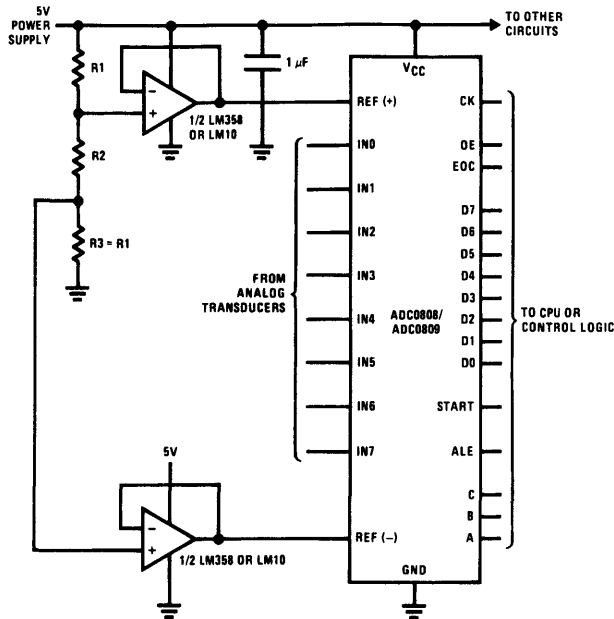 5V
POWER
SUPPLY
TO OTHER
CIRCUITS
R1
1 μF
VCC
REF (+)
CK
1/2 LM358
OR LM10
R2
IN0
OE
EOC
IN1
D7
R3 = R1
IN2
D6
D5
FROM
ANALOG
TRANSDUCERS
IN3
D4
D3
ADC0808/
ADC0809
TO CPU OR
CONTROL LOGIC
IN4
D2
D1
IN5
D0
IN6
START
5V
IN7
ALE
C
B
REF (−)
A
1/2 LM358 OR LM10
GND
-
+
-
+